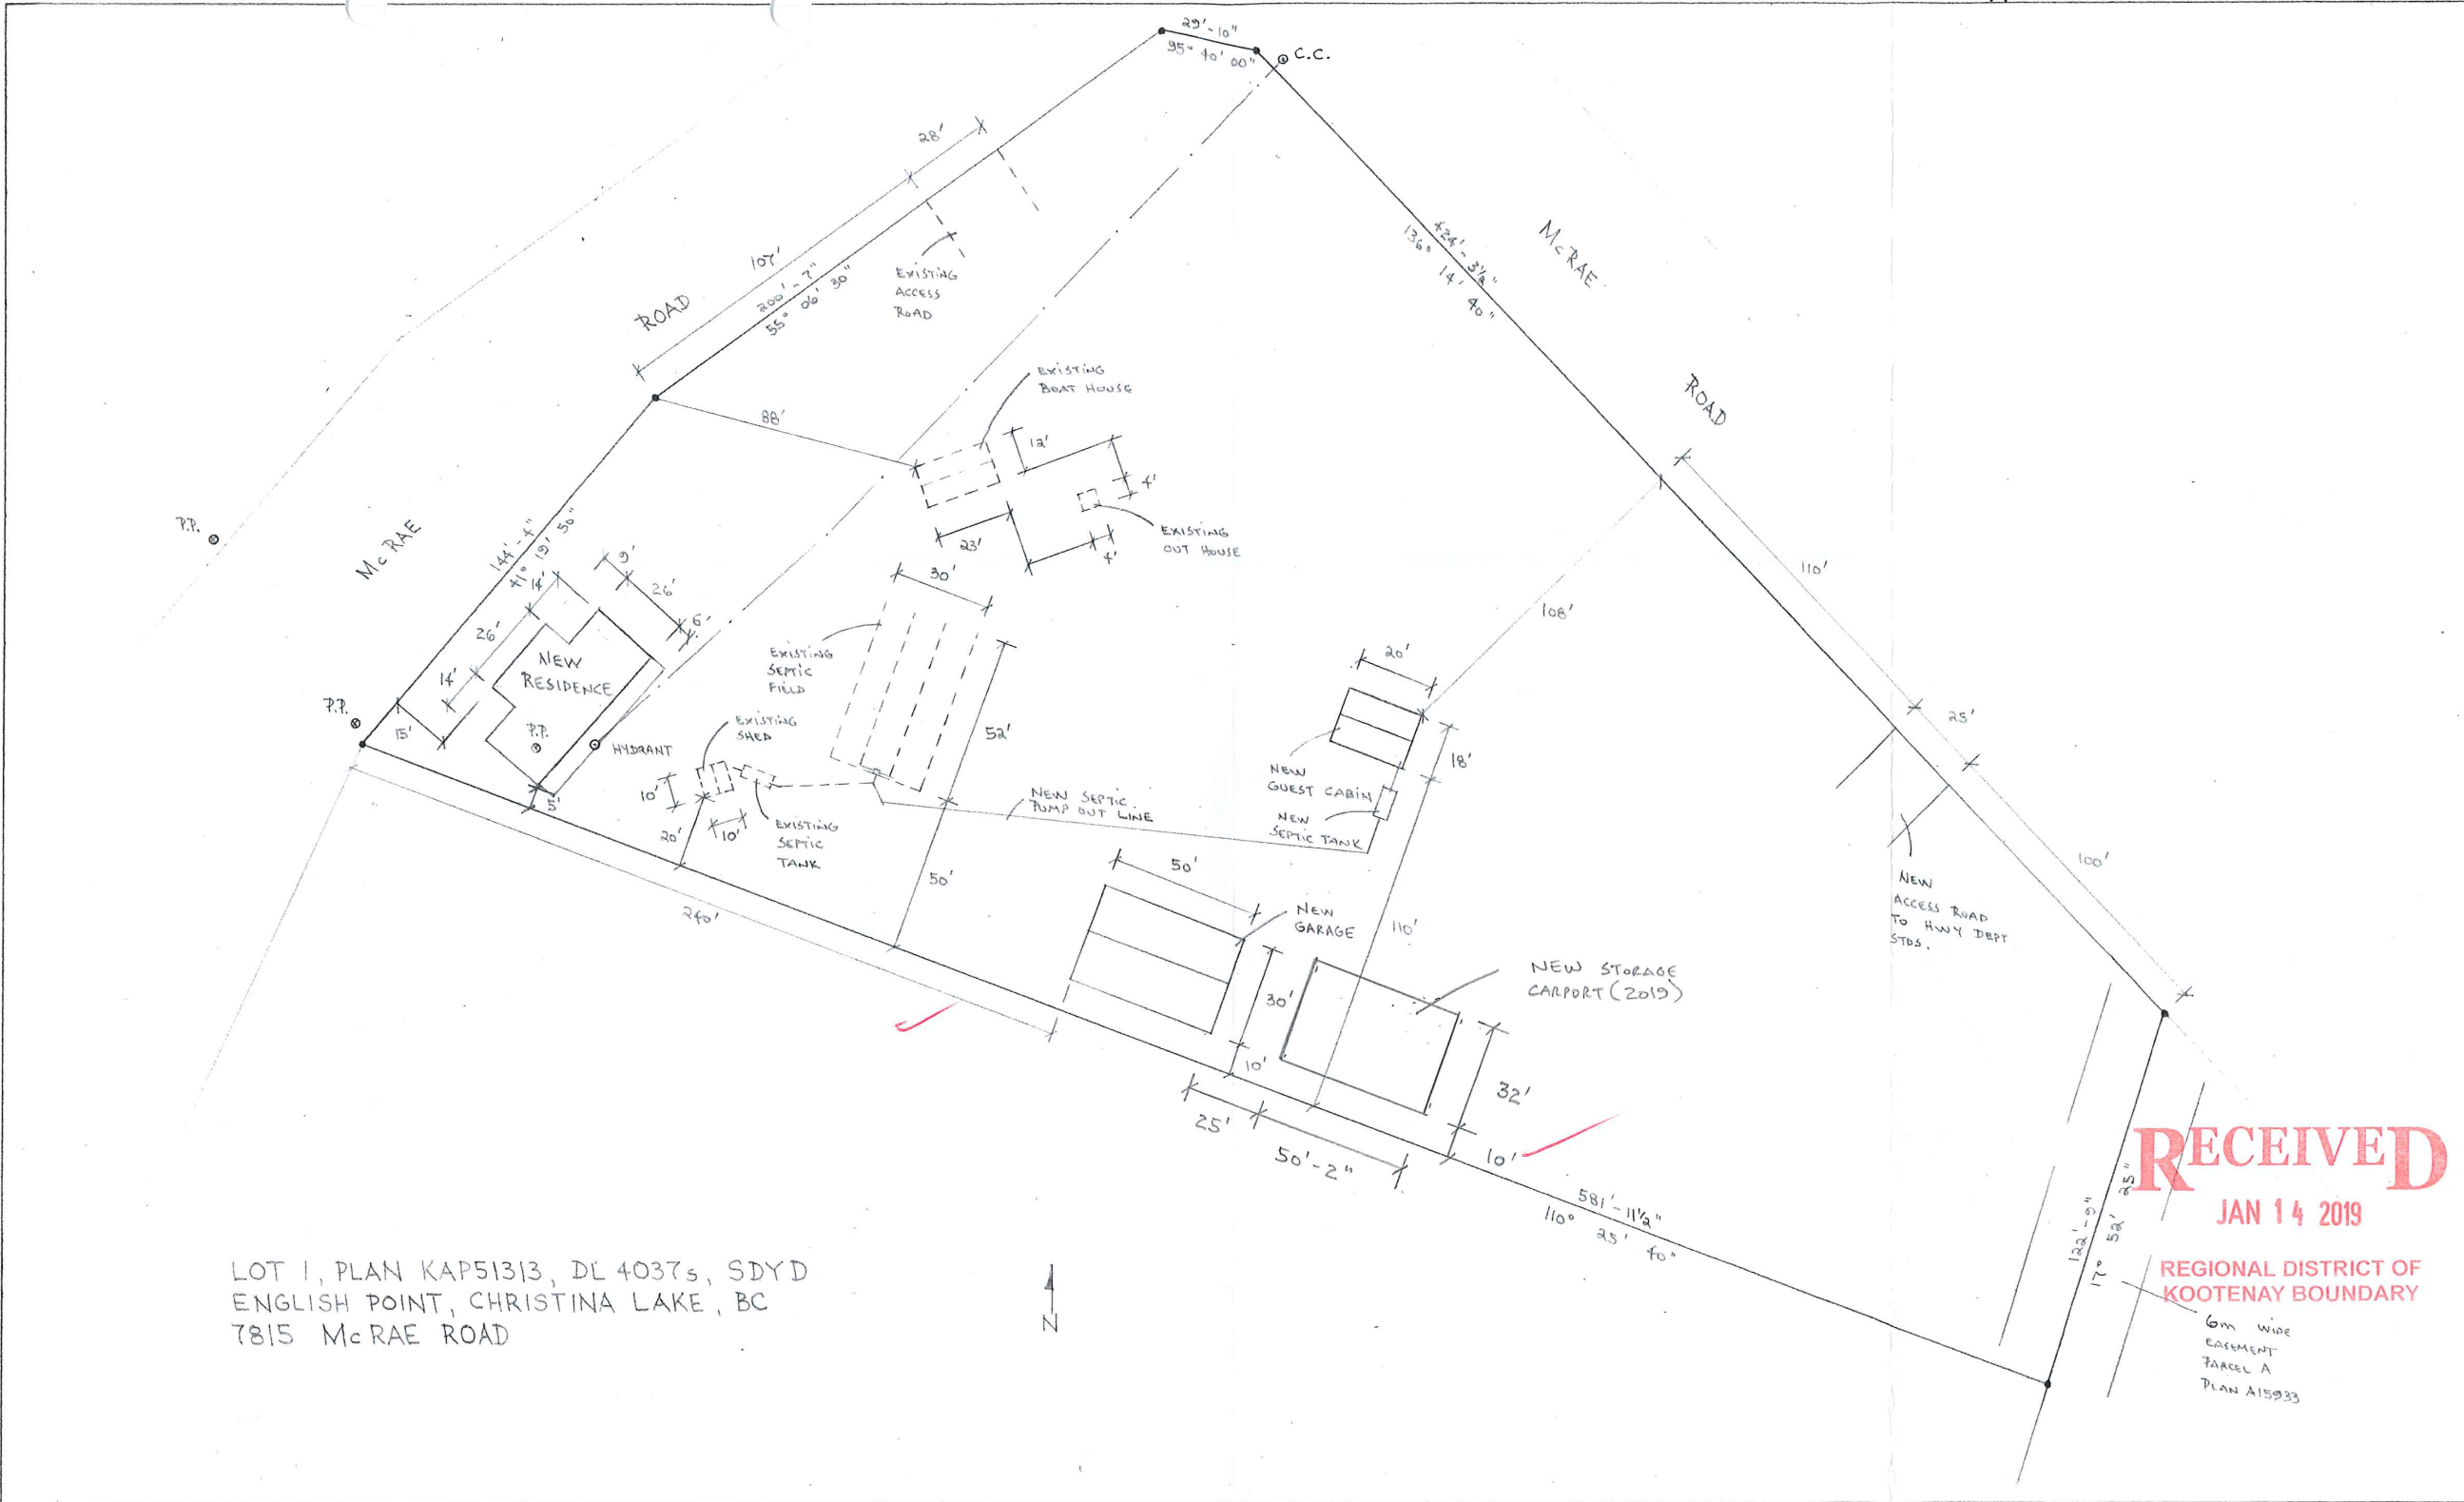 29'-10"
95° 40' 00"
C.C.
28'
107'
200'-7"
55° 06' 30"
ROAD
EXISTING
ACCESS
ROAD
424'-3½"
136° 14' 40"
McRAE
ROAD
EXISTING
BOAT HOUSE
88'
12'
4'
23'
4'
EXISTING
OUT HOUSE
P.P.
McRAE
144'-4"
41° 19' 50"
14'
9'
26'
6'
26'
14'
NEW
RESIDENCE
P.P.
P.P.
15'
HYDRANT
5'
30'
EXISTING
SEPTIC
FIELD
52'
EXISTING
SHED
10'
20'
10'
EXISTING
SEPTIC
TANK
50'
240'
NEW SEPTIC
PUMP OUT LINE
110'
108'
25'
20'
18'
NEW
GUEST CABIN
NEW
SEPTIC TANK
100'
NEW
ACCESS ROAD
TO HWY DEPT
STDS.
50'
NEW
GARAGE
110'
30'
10'
NEW STORAGE
CARPORT (2019)
32'
10'
25'
50'-2"
581'-11½"
110° 25' 40"
122'-9"
17° 52' 25"
RECEIVED
JAN 14 2019
REGIONAL DISTRICT OF
KOOTENAY BOUNDARY
6m WIDE
EASEMENT
PARCEL A
PLAN A15933
LOT 1, PLAN KAP51313, DL 4037s, SDYD
ENGLISH POINT, CHRISTINA LAKE, BC
7815 McRAE ROAD
N